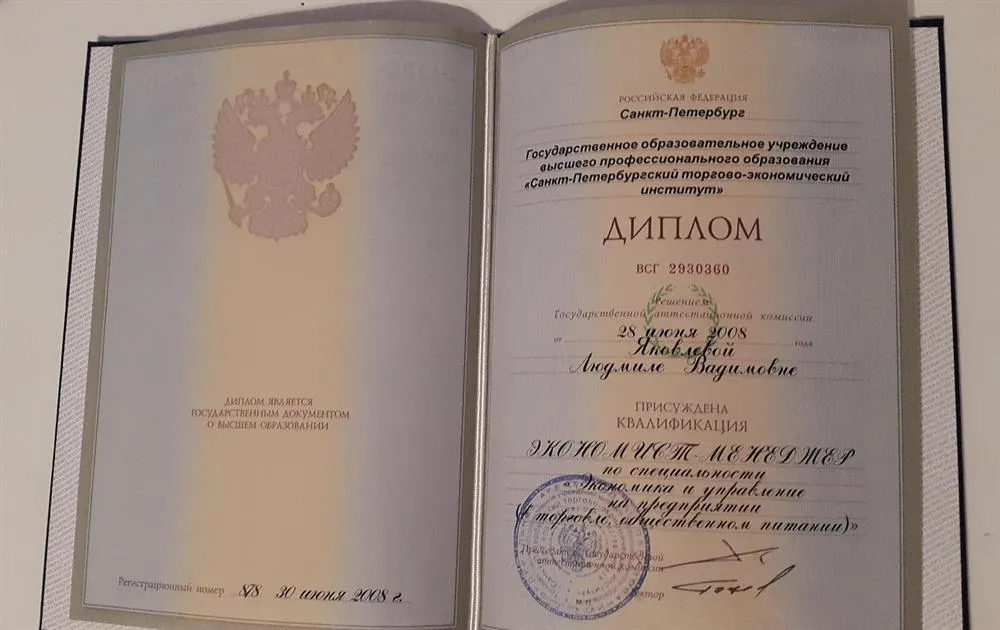 ДИПЛОМ ЯВЛЯЕТСЯ
ГОСУДАРСТВЕННЫМ ДОКУМЕНТОМ
О ВЫСШЕМ ОБРАЗОВАНИИ
Регистрационный номер 878 30 июня 2008 г.
РОССИЙСКАЯ ФЕДЕРАЦИЯ
Санкт-Петербург
Государственное образовательное учреждение
высшего профессионального образования
«Санкт-Петербургский торгово-экономический
институт»
ДИПЛОМ
ВСГ 2930360
Решением
Государственной аттестационной комиссии
от 28 июня 2008 года
Яковлевой
Людмиле Вадимовне
ПРИСУЖДЕНА
КВАЛИФИКАЦИЯ
ЭКОНОМИСТ-МЕНЕДЖЕР
по специальности
«Экономика и управление
на предприятии
(в торговле, общественном питании)»
Председатель Государственной
аттестационной комиссии
Ректор
М.П.